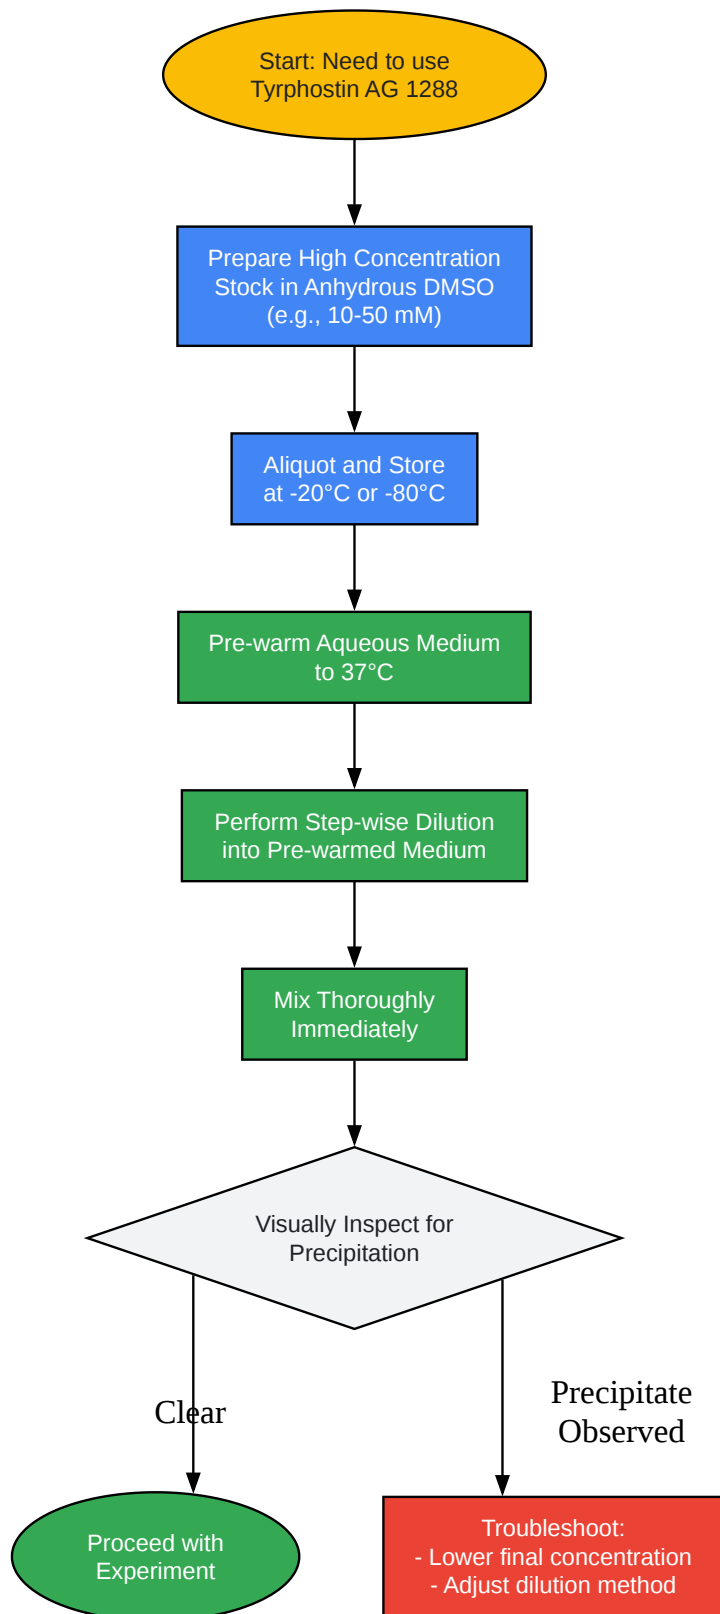 Start: Need to use
Tyrphostin AG 1288
Prepare High Concentration
Stock in Anhydrous DMSO
(e.g., 10-50 mM)
Aliquot and Store
at -20°C or -80°C
Pre-warm Aqueous Medium
to 37°C
Perform Step-wise Dilution
into Pre-warmed Medium
Mix Thoroughly
Immediately
Visually Inspect for
Precipitation
Clear
Precipitate
Observed
Proceed with
Experiment
Troubleshoot:
- Lower final concentration
- Adjust dilution method